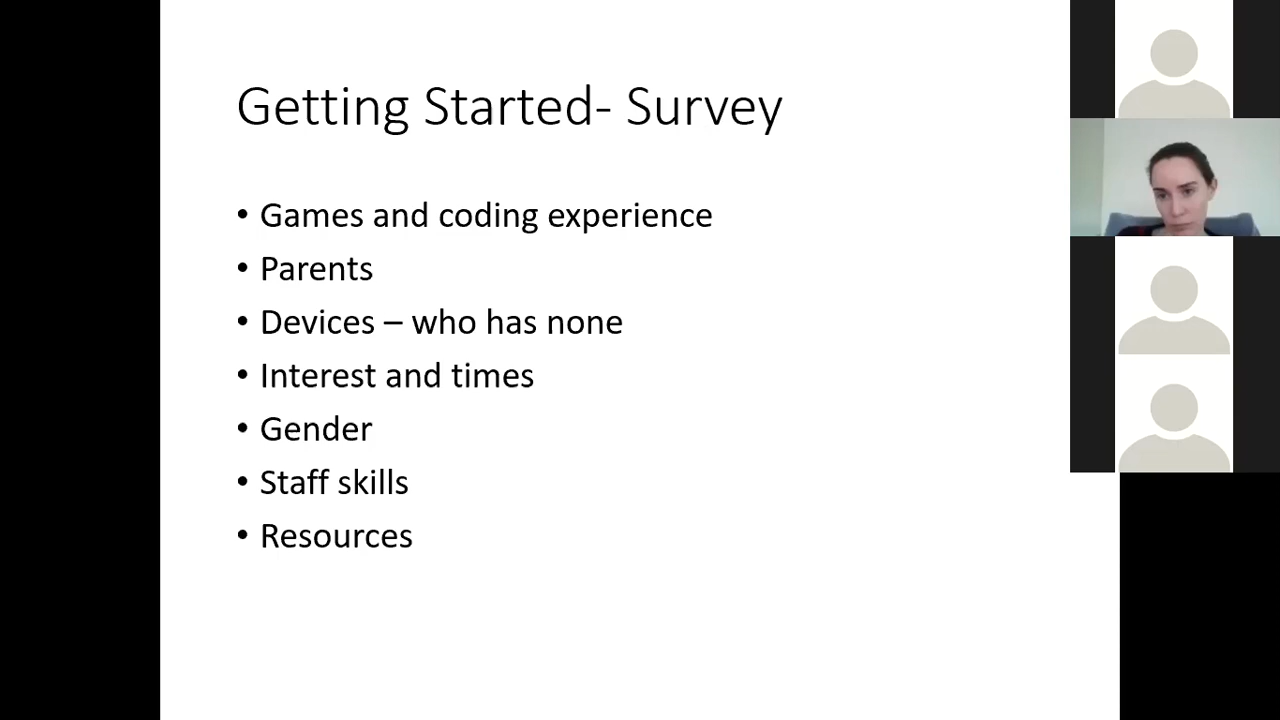 Getting Started- Survey
• Games and coding experience
• Parents
• Devices – who has none
• Interest and times
• Gender
• Staff skills
• Resources